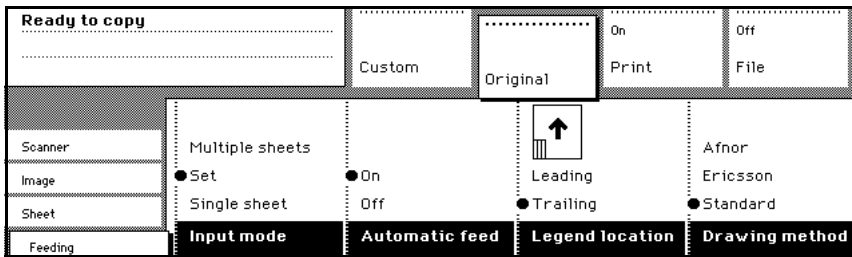 Ready to copy
On
Off
Custom
Original
Print
File
Scanner
Multiple sheets
Afnor
Image
Set
On
Leading
Ericsson
Sheet
Single sheet
Off
Trailing
Standard
Feeding
Input mode
Automatic feed
Legend location
Drawing method